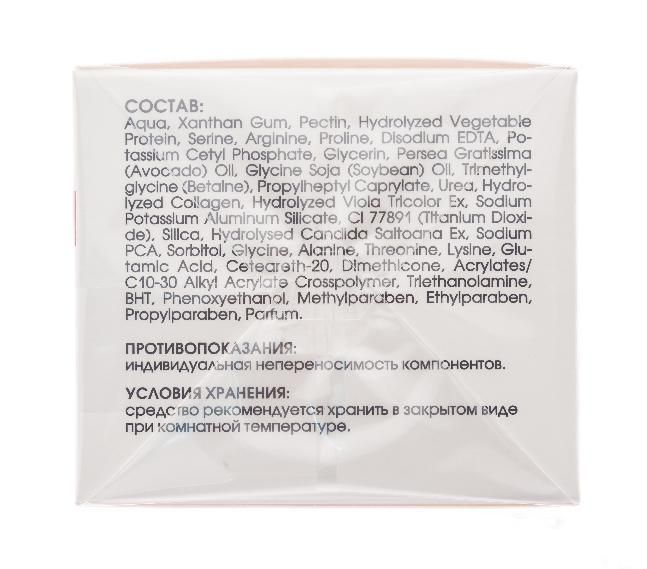 СОСТАВ:
Aqua, Xanthan Gum, Pectin, Hydrolyzed Vegetable
Protein, Serine, Arginine, Proline, Disodium EDTA, Po-
tassium Cetyl Phosphate, Glycerin, Persea Gratissima
(Avocado) Oil, Glycine Soja (Soybean) Oil, Trimethyl-
glycine (Betaine), Propylheptyl Caprylate, Urea, Hydro-
lyzed Collagen, Hydrolyzed Viola Tricolor Ex, Sodium
Potassium Aluminum Silicate, CI 77891 (Titanium Dioxi-
de), Silica, Hydrolysed Candida Saitoana Ex, Sodium
PCA, Sorbitol, Glycine, Alanine, Threonine, Lysine, Glu-
tamic Acid, Ceteareth-20, Dimethicone, Acrylates/
C10-30 Alkyl Acrylate Crosspolymer, Triethanolamine,
BHT, Phenoxyethanol, Methylparaben, Ethylparaben,
Propylparaben, Parfum.
ПРОТИВОПОКАЗАНИЯ:
индивидуальная непереносимость компонентов.
УСЛОВИЯ ХРАНЕНИЯ:
средство рекомендуется хранить в закрытом виде
при комнатной температуре.